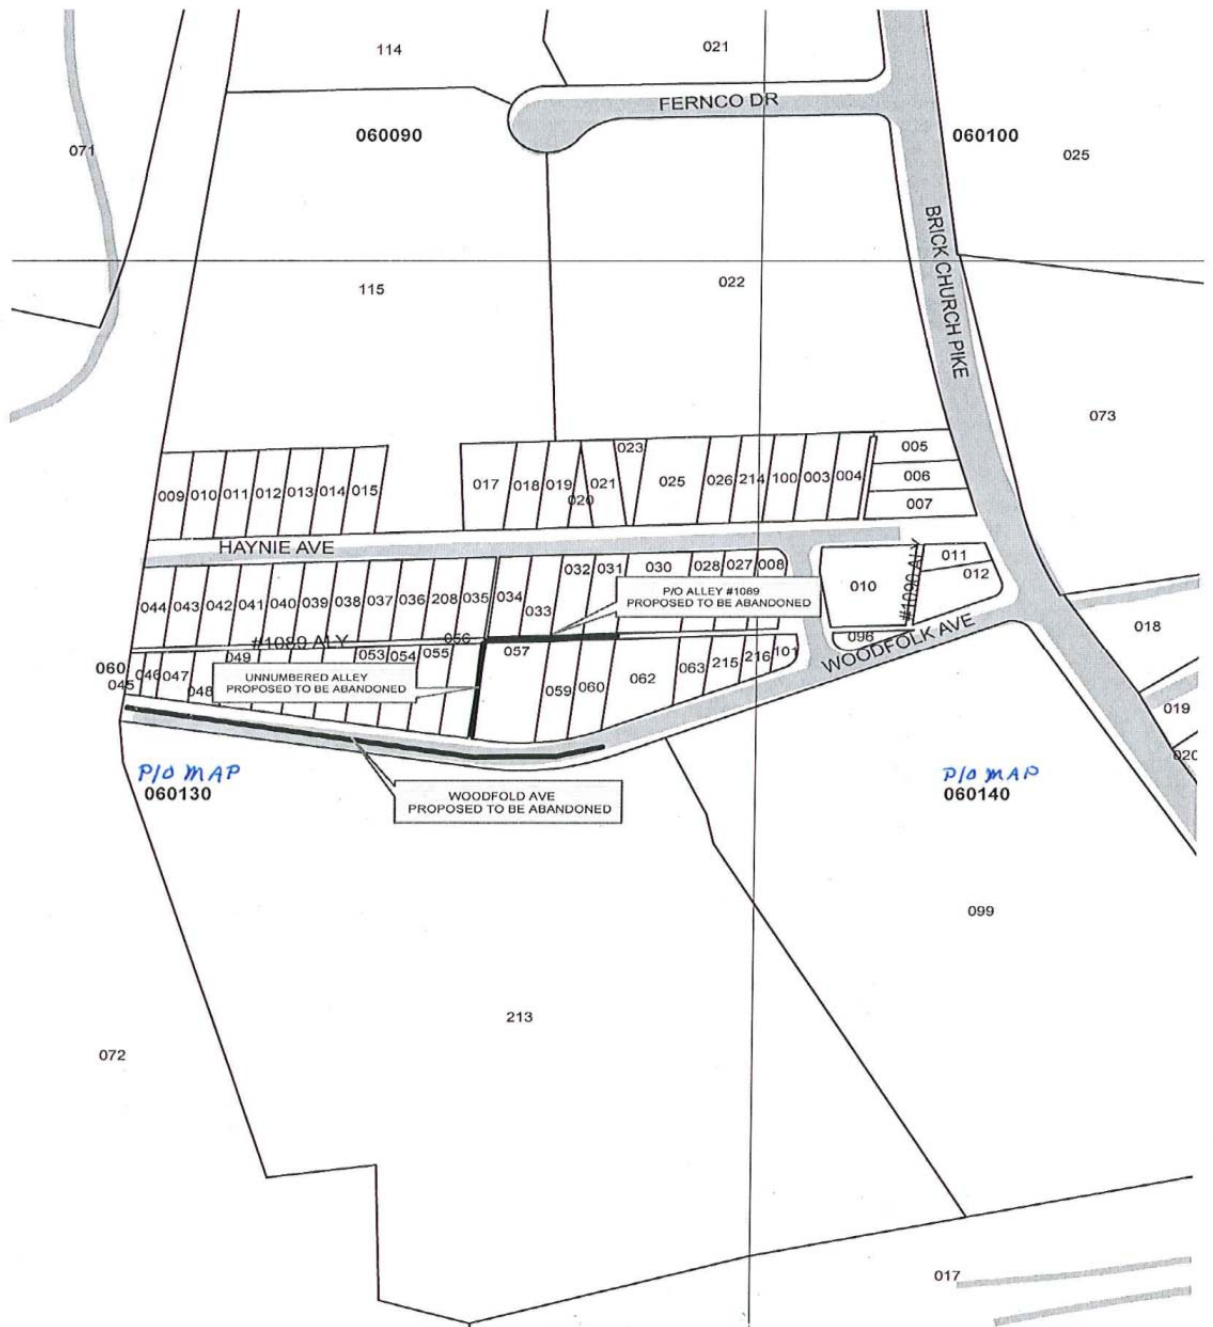 114
021
FERNCO DR
060090
060100
071
025
BRICK CHURCH PIKE
115
022
073
023
005
006
007
009 010 011 012 013 014 015
017 018 019 020 021 025 026 214 100 003 004
HAYNIE AVE
032 031 030 028 027 008
011
012
010
#1090 ALY
044 043 042 041 040 039 038 037 036 208 035 034 033
P/O ALLEY #1089
PROPOSED TO BE ABANDONED
018
#1089 ALY
056
057
096
WOODFOLK AVE
060
045 046 047 048 049 053 054 055
059 060 062 063 215 216 101
UNNUMBERED ALLEY
PROPOSED TO BE ABANDONED
019
020
P/O MAP
060130
P/O MAP
060140
WOODFOLD AVE
PROPOSED TO BE ABANDONED
099
213
072
017